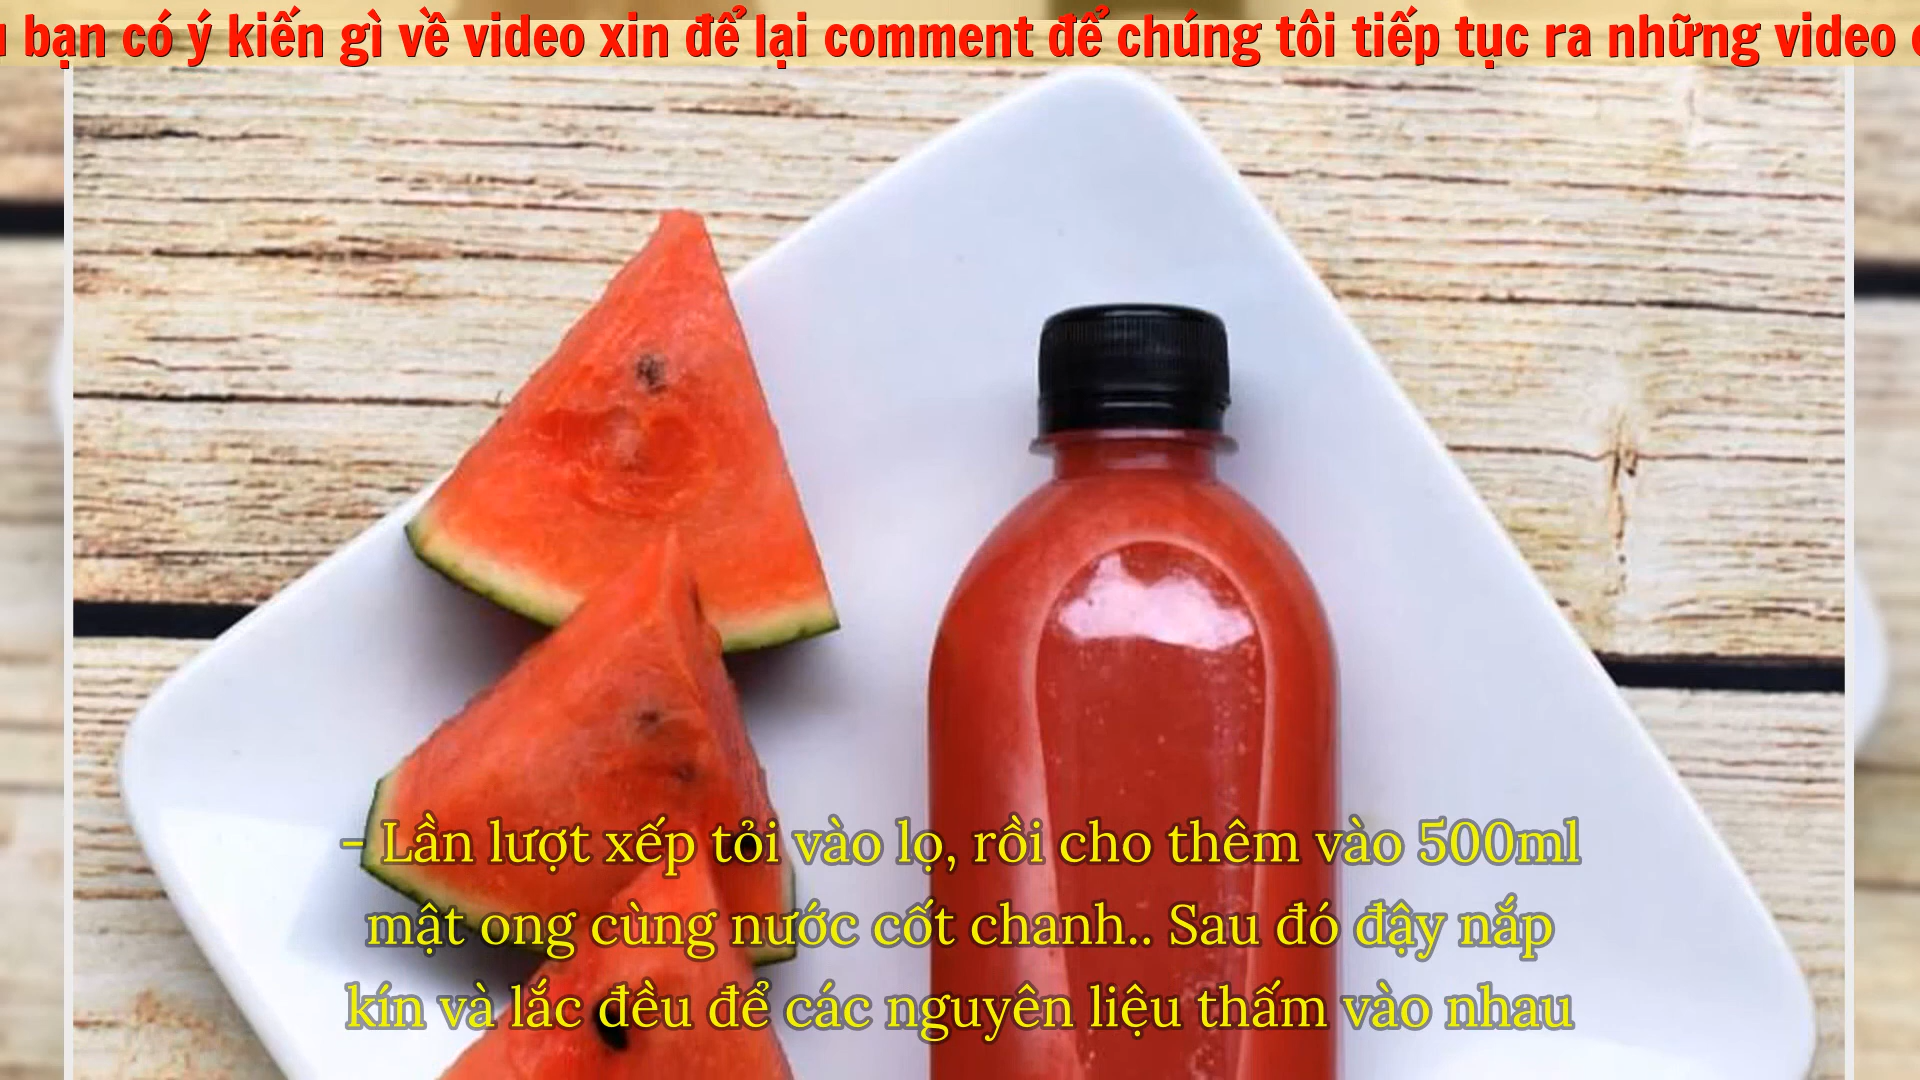 bạn có ý kiến gì về video xin để lại comment để chúng tôi tiếp tục ra những video
- Lần lượt xếp tỏi vào lọ, rồi cho thêm vào 500ml
mật ong cùng nước cốt chanh.. Sau đó đậy nắp
kín và lắc đều để các nguyên liệu thấm vào nhau